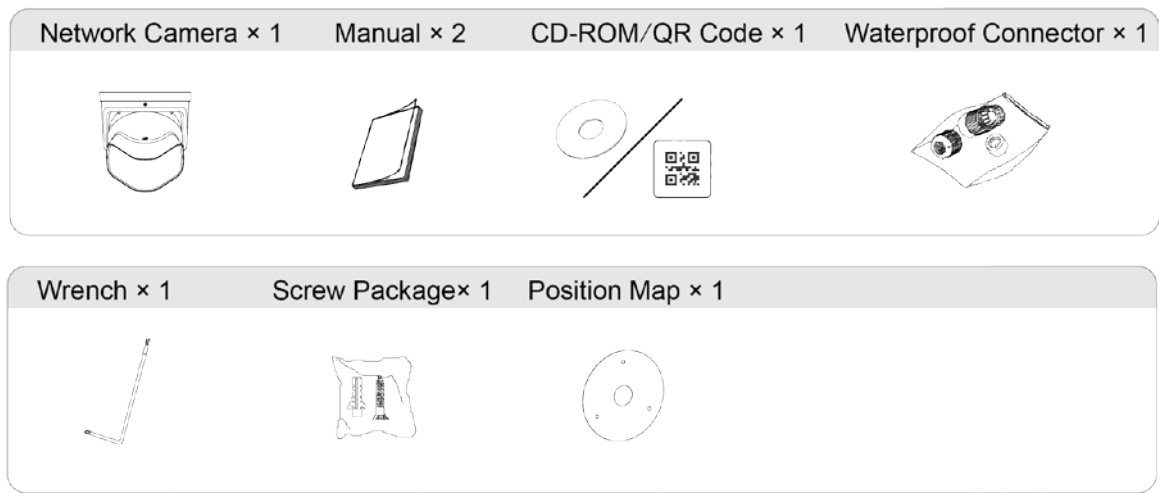 Network Camera × 1 Manual × 2 CD-ROM/QR Code × 1 Waterproof Connector × 1
Wrench × 1 Screw Package× 1 Position Map × 1